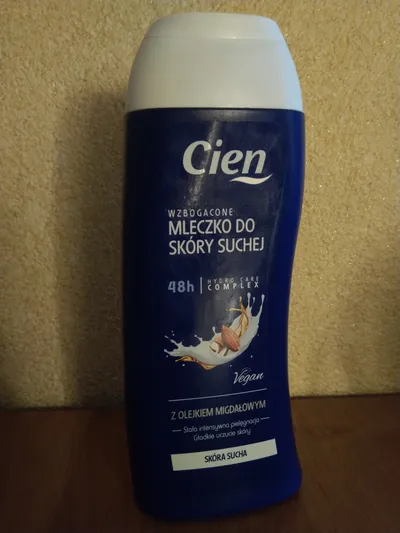 Cien
WZBOGACONE
MLECZKO DO
SKÓRY SUCHEJ
48h
HYDRO CARE
COMPLEX
Vegan
Z OLEJKIEM MIGDAŁOWYM
Stała intensywna pielęgnacja
Gładkie uczucie skóry
SKÓRA SUCHA